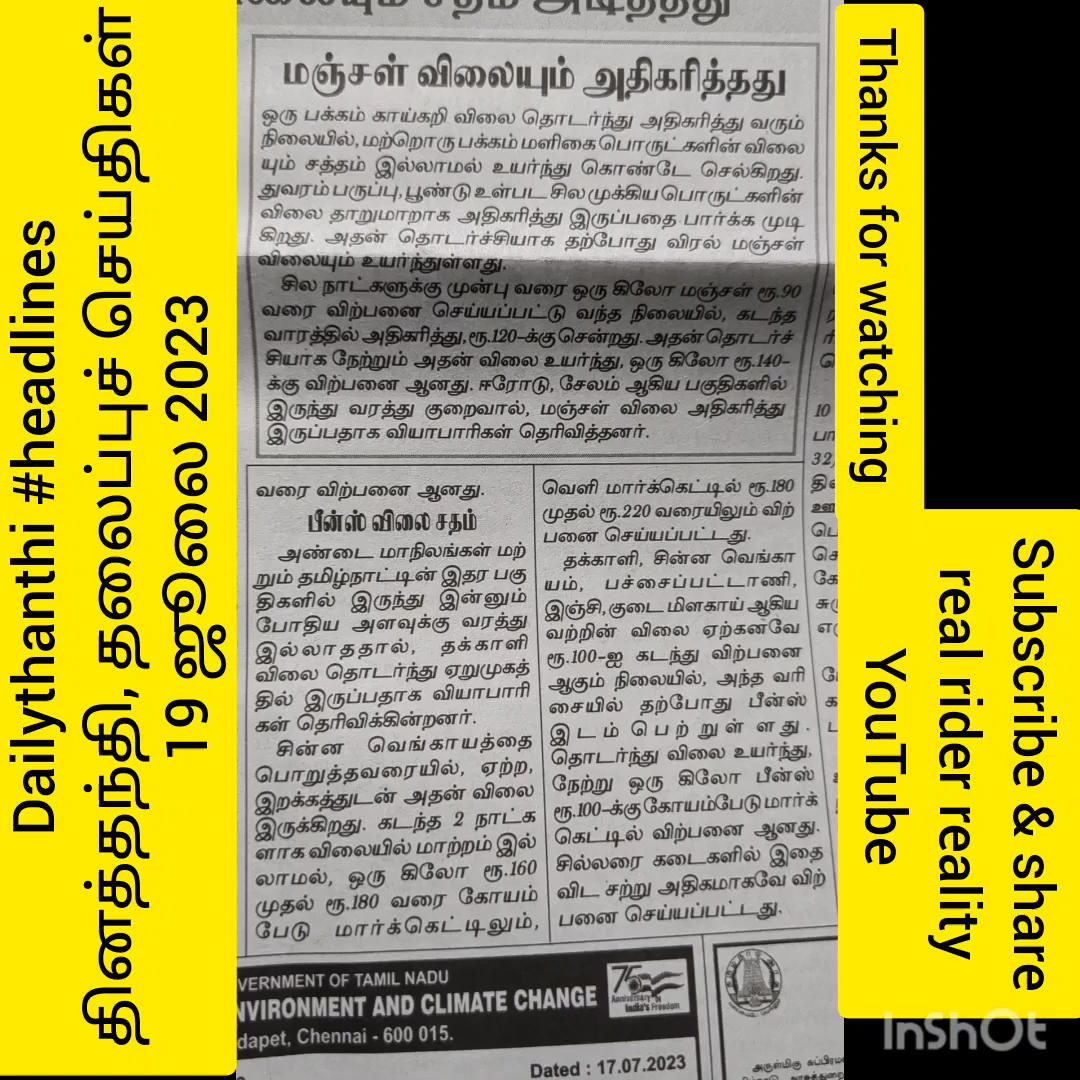 Dailythanthi #headlines
தினத்தந்தி, தலைப்புச் செய்திகள்
19 ஜூலை 2023
மஞ்சள் விலையும் அதிகரித்தது
ஒரு பக்கம் காய்கறி விலை தொடர்ந்து அதிகரித்து வரும்
நிலையில், மற்றொரு பக்கம் மளிகை பொருட்களின் விலை
யும் சத்தம் இல்லாமல் உயர்ந்து கொண்டே செல்கிறது.
துவரம் பருப்பு, பூண்டு உள்பட சில முக்கிய பொருட்களின்
விலை தாறுமாறாக அதிகரித்து இருப்பதை பார்க்க முடி
கிறது. அதன் தொடர்ச்சியாக தற்போது விரல் மஞ்சள்
விலையும் உயர்ந்துள்ளது.
சில நாட்களுக்கு முன்பு வரை ஒரு கிலோ மஞ்சள் ரூ.90
வரை விற்பனை செய்யப்பட்டு வந்த நிலையில், கடந்த
வாரத்தில் அதிகரித்து, ரூ.120-க்கு சென்றது. அதன் தொடர்ச்
சியாக நேற்றும் அதன் விலை உயர்ந்து, ஒரு கிலோ ரூ.140-
க்கு விற்பனை ஆனது. ஈரோடு, சேலம் ஆகிய பகுதிகளில்
இருந்து வரத்து குறைவால், மஞ்சள் விலை அதிகரித்து
இருப்பதாக வியாபாரிகள் தெரிவித்தனர்.
வரை விற்பனை ஆனது.
பீன்ஸ் விலை சதம்
அண்டை மாநிலங்கள் மற்
றும் தமிழ்நாட்டின் இதர பகு
திகளில் இருந்து இன்னும்
போதிய அளவுக்கு வரத்து
இல்லாததால், தக்காளி
விலை தொடர்ந்து ஏறுமுகத்
தில் இருப்பதாக வியாபாரி
கள் தெரிவிக்கின்றனர்.
சின்ன வெங்காயத்தை
பொறுத்தவரையில், ஏற்ற,
இறக்கத்துடன் அதன் விலை
இருக்கிறது. கடந்த 2 நாட்க
ளாக விலையில் மாற்றம் இல்
லாமல், ஒரு கிலோ ரூ.160
முதல் ரூ.180 வரை கோயம்
பேடு மார்க்கெட்டிலும்,
வெளி மார்க்கெட்டில் ரூ.180
முதல் ரூ.220 வரையிலும் விற்
பனை செய்யப்பட்டது.
தக்காளி, சின்ன வெங்கா
யம், பச்சைப்பட்டாணி,
இஞ்சி, குடை மிளகாய் ஆகிய
வற்றின் விலை ஏற்கனவே
ரூ.100-ஐ கடந்து விற்பனை
ஆகும் நிலையில், அந்த வரி
சையில் தற்போது பீன்ஸ்
இடம்பெற்றுள்ளது.
தொடர்ந்து விலை உயர்ந்து,
நேற்று ஒரு கிலோ பீன்ஸ்
ரூ.100-க்கு கோயம்பேடு மார்க்
கெட்டில் விற்பனை ஆனது.
சில்லரை கடைகளில் இதை
விட சற்று அதிகமாகவே விற்
பனை செய்யப்பட்டது.
10
32,
VERNMENT OF TAMIL NADU
NVIRONMENT AND CLIMATE CHANGE
dapet, Chennai - 600 015.
Dated : 17.07.2023
75
Anniversary of
India's Freedom
Thanks for watching
Subscribe & share
real rider reality
YouTube
InShOt